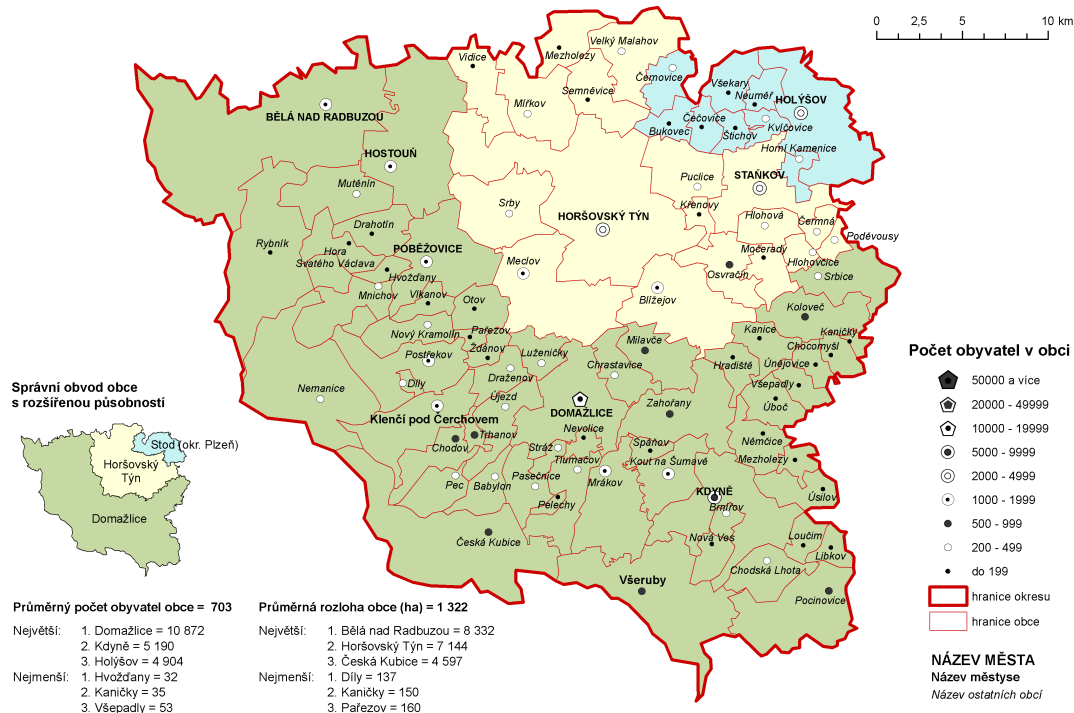 0 2,5 5 10 km
Velký Malahov
Mezholezy
Vidice
Černovice
Všekary
Semněvice
Neuměř
HOLÝŠOV
Mířkov
BĚLÁ NAD RADBUZOU
Čečovice
Bukovec
Štichov
Kvíčovice
Horní Kamenice
HOSTOUŇ
STAŇKOV
Puclice
Mutěnín
Srby
Křenovy
HORŠOVSKÝ TÝN
Hlohová
Čermná
Drahotín
Poděvousy
Rybník
Hora
Svatého Václava
POBĚŽOVICE
Močerady
Meclov
Hlohovčice
Osvračín
Srbice
Hvožďany
Mnichov
Vlkanov
Otov
Blížejov
Koloveč
Nový Kramolín
Pařezov
Kanice
Kaničky
Milavče
Chocomyšl
Postřekov
Ždánov
Luženičky
Chrastavice
Hradiště
Únějovice
Draženov
Díly
Nemanice
Všepadly
Újezd
Zahořany
Úboč
Klenčí pod Čerchovem
DOMAŽLICE
Nevolice
Trhanov
Chodov
Spáňov
Němčice
Stráž
Tlumačov
Kout na Šumavě
Mezholezy
Pec
Babylon
Pasečnice
Mrákov
Úsilov
Pelechy
KDYNĚ
Brnířov
Česká Kubice
Nová Ves
Loučim
Libkov
Chodská Lhota
Všeruby
Pocinovice
Správní obvod obce
s rozšířenou působností
Stod (okr. Plzeň)
Horšovský
Týn
Domažlice
Počet obyvatel v obci
50000 a více
20000 - 49999
10000 - 19999
5000 - 9999
2000 - 4999
1000 - 1999
500 - 999
200 - 499
do 199
hranice okresu
hranice obce
NÁZEV MĚSTA
Název městyse
Název ostatních obcí
Průměrný počet obyvatel obce = 703
Největší: 1. Domažlice = 10 872
2. Kdyně = 5 190
3. Holýšov = 4 904
Nejmenší: 1. Hvožďany = 32
2. Kaničky = 35
3. Všepadly = 53
Průměrná rozloha obce (ha) = 1 322
Největší: 1. Bělá nad Radbuzou = 8 332
2. Horšovský Týn = 7 144
3. Česká Kubice = 4 597
Nejmenší: 1. Díly = 137
2. Kaničky = 150
3. Pařezov = 160